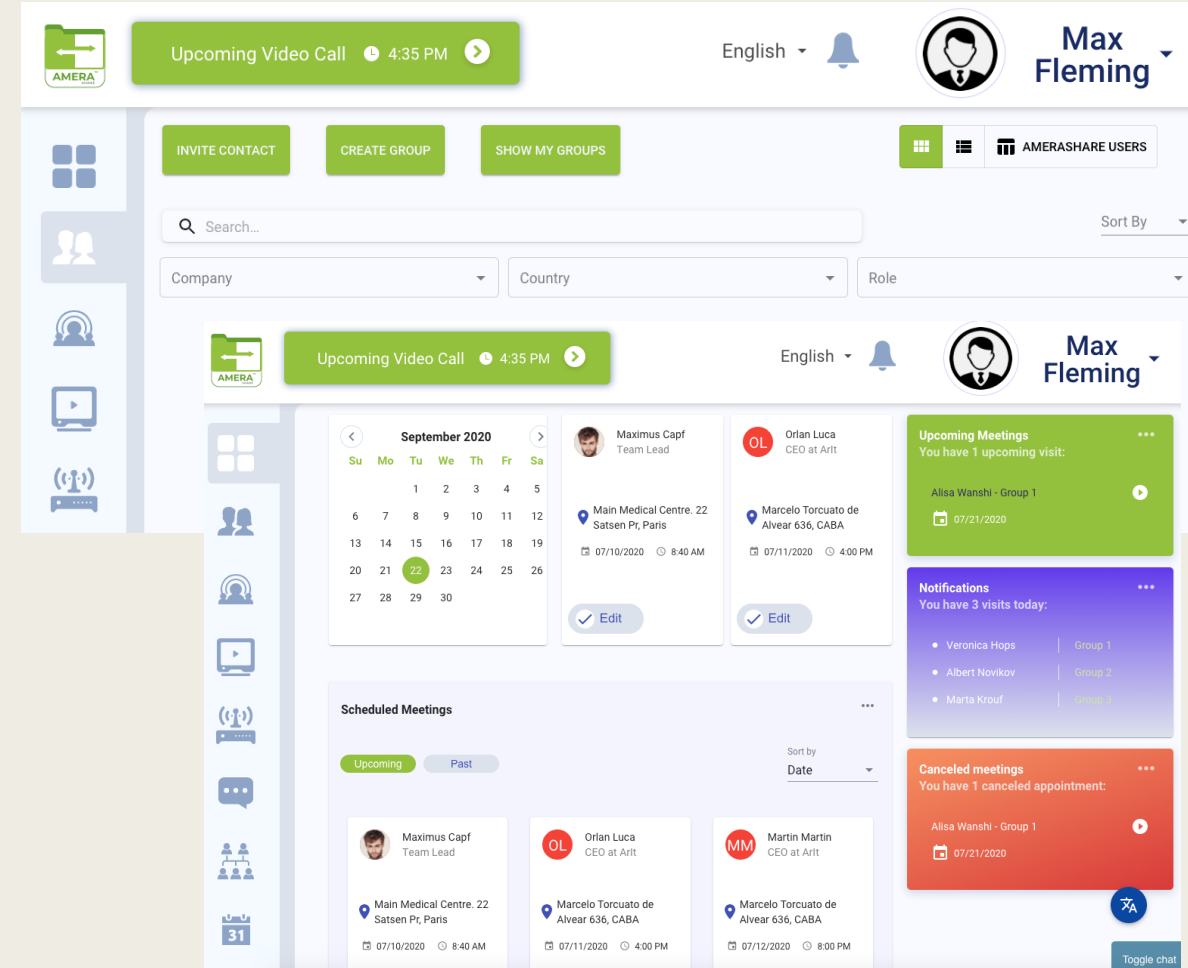 AMERA
Upcoming Video Call 4:35 PM
English
Max
Fleming
INVITE CONTACT
CREATE GROUP
SHOW MY GROUPS
AMERASHARE USERS
Search...
Sort By
Company
Country
Role
AMERA
Upcoming Video Call 4:35 PM
English
Max
Fleming
September 2020
Su Mo Tu We Th Fr Sa
1 2 3 4 5
6 7 8 9 10 11 12
13 14 15 16 17 18 19
20 21 22 23 24 25 26
27 28 29 30
Maximus Capf
Team Lead
Main Medical Centre. 22
Satsen Pr, Paris
07/10/2020 8:40 AM
Edit
OL
Orlan Luca
CEO at Arlt
Marcelo Torcuato de
Alvear 636, CABA
07/11/2020 4:00 PM
Edit
Upcoming Meetings
You have 1 upcoming visit:
Alisa Wanshi - Group 1
07/21/2020
Notifications
You have 3 visits today:
Veronica Hops Group 1
Albert Novikov Group 2
Marta Krouf Group 3
Canceled meetings
You have 1 canceled appointment:
Alisa Wanshi - Group 1
07/21/2020
Scheduled Meetings
Upcoming
Past
Sort by
Date
Maximus Capf
Team Lead
Main Medical Centre. 22
Satsen Pr, Paris
07/10/2020 8:40 AM
OL
Orlan Luca
CEO at Arlt
Marcelo Torcuato de
Alvear 636, CABA
07/11/2020 4:00 PM
MM
Martin Martin
CEO at Arlt
Marcelo Torcuato de
Alvear 636, CABA
07/12/2020 8:00 PM
31
Toggle chat